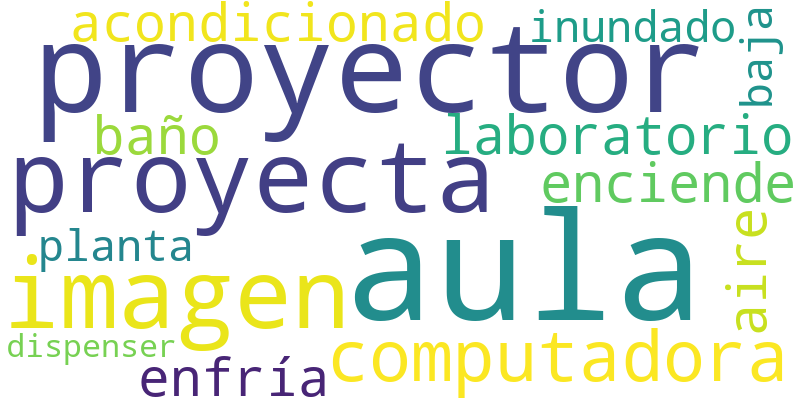 acondicionado
inundado
baja
proyector
baño
laboratorio
proyecta
enciende
aula
aire
planta
imagen
dispenser
computadora
enfría